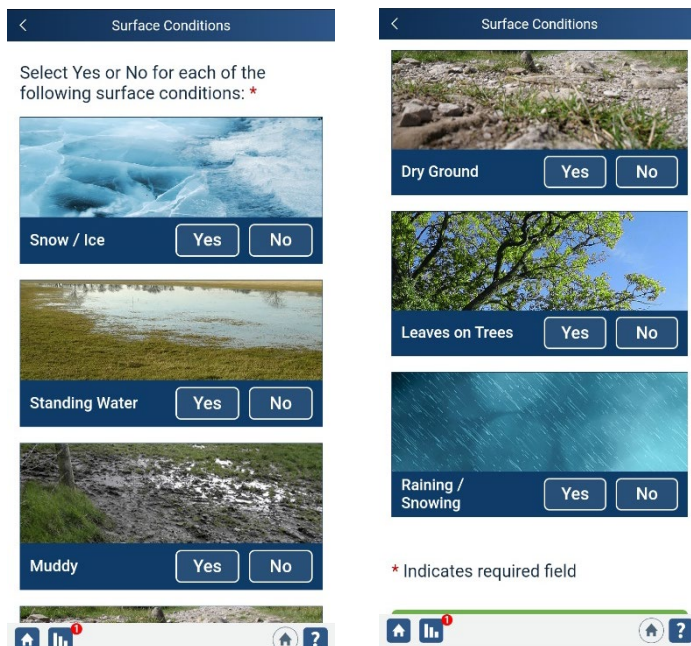 Surface Conditions
Select Yes or No for each of the
following surface conditions: *
Snow / Ice Yes No
Standing Water Yes No
Muddy Yes No
1
?
Surface Conditions
Dry Ground Yes No
Leaves on Trees Yes No
Raining /
Snowing Yes No
* Indicates required field
1
?